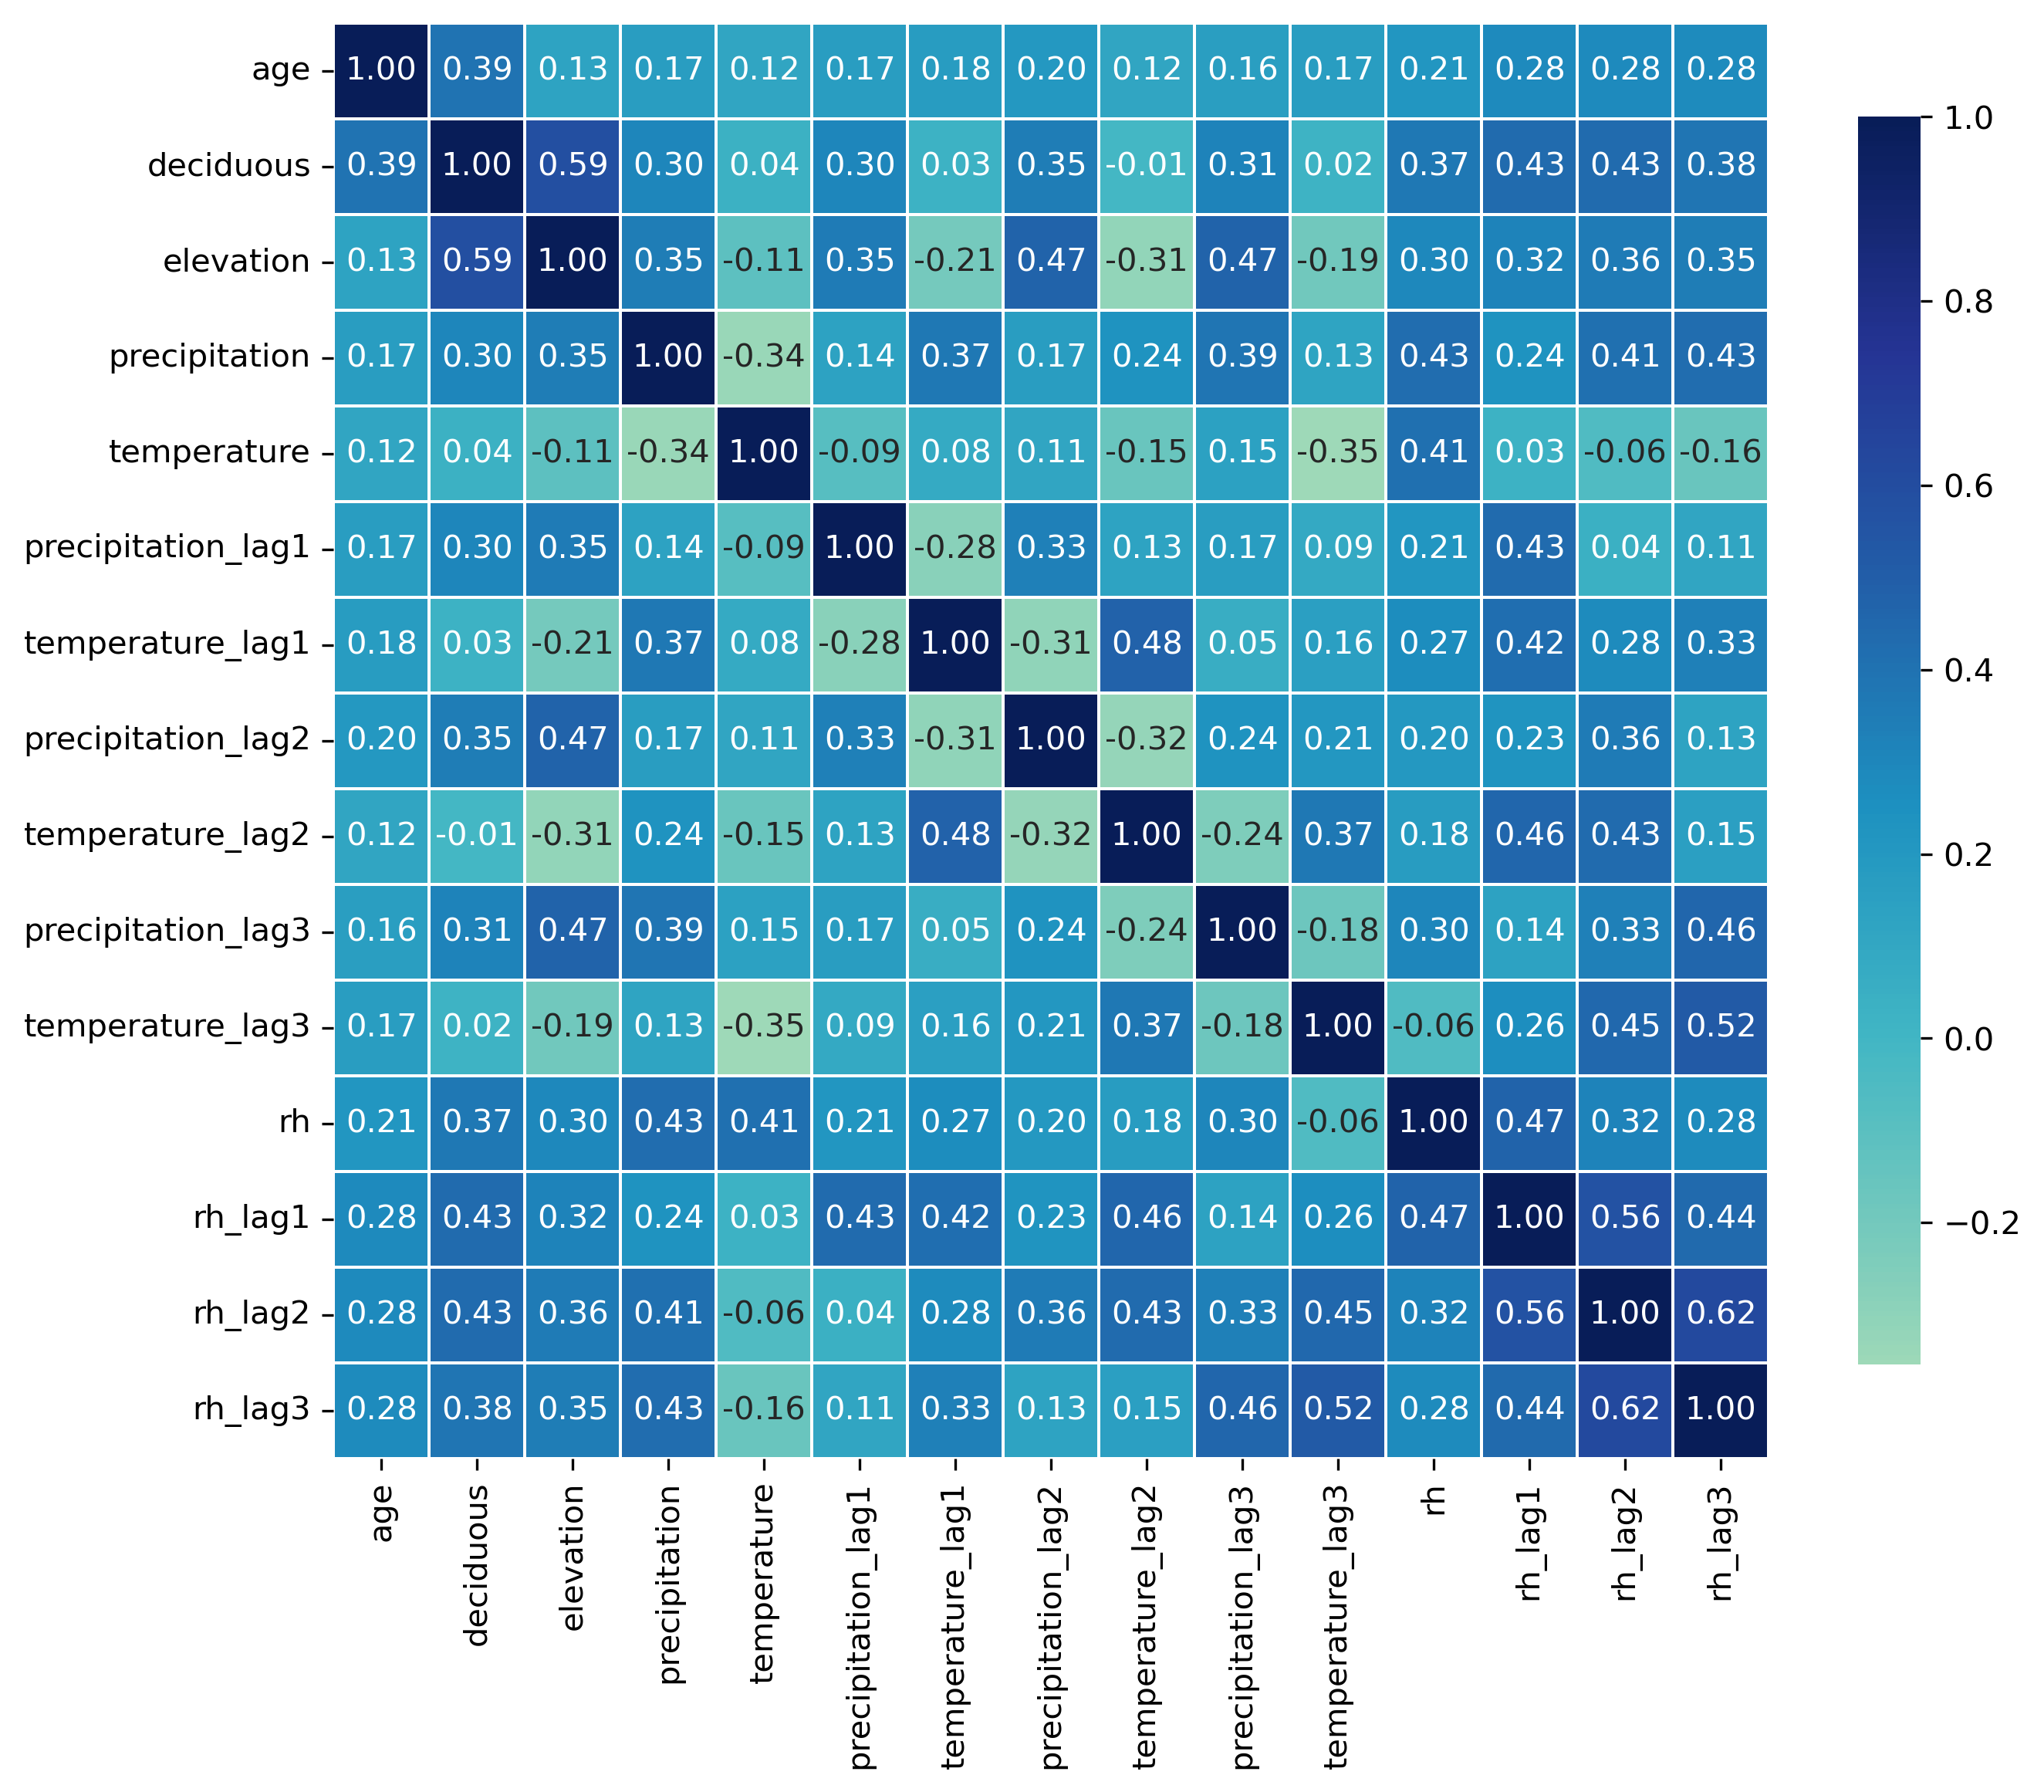 age 1.00 0.39 0.13 0.17 0.12 0.17 0.18 0.20 0.12 0.16 0.17 0.21 0.28 0.28 0.28
deciduous 0.39 1.00 0.59 0.30 0.04 0.30 0.03 0.35 -0.01 0.31 0.02 0.37 0.43 0.43 0.38
elevation 0.13 0.59 1.00 0.35 -0.11 0.35 -0.21 0.47 -0.31 0.47 -0.19 0.30 0.32 0.36 0.35
precipitation 0.17 0.30 0.35 1.00 -0.34 0.14 0.37 0.17 0.24 0.39 0.13 0.43 0.24 0.41 0.43
temperature 0.12 0.04 -0.11 -0.34 1.00 -0.09 0.08 0.11 -0.15 0.15 -0.35 0.41 0.03 -0.06 -0.16
precipitation_lag1 0.17 0.30 0.35 0.14 -0.09 1.00 -0.28 0.33 0.13 0.17 0.09 0.21 0.43 0.04 0.11
temperature_lag1 0.18 0.03 -0.21 0.37 0.08 -0.28 1.00 -0.31 0.48 0.05 0.16 0.27 0.42 0.28 0.33
precipitation_lag2 0.20 0.35 0.47 0.17 0.11 0.33 -0.31 1.00 -0.32 0.24 0.21 0.20 0.23 0.36 0.13
temperature_lag2 0.12 -0.01 -0.31 0.24 -0.15 0.13 0.48 -0.32 1.00 -0.24 0.37 0.18 0.46 0.43 0.15
precipitation_lag3 0.16 0.31 0.47 0.39 0.15 0.17 0.05 0.24 -0.24 1.00 -0.18 0.30 0.14 0.33 0.46
temperature_lag3 0.17 0.02 -0.19 0.13 -0.35 0.09 0.16 0.21 0.37 -0.18 1.00 -0.06 0.26 0.45 0.52
rh 0.21 0.37 0.30 0.43 0.41 0.21 0.27 0.20 0.18 0.30 -0.06 1.00 0.47 0.32 0.28
rh_lag1 0.28 0.43 0.32 0.24 0.03 0.43 0.42 0.23 0.46 0.14 0.26 0.47 1.00 0.56 0.44
rh_lag2 0.28 0.43 0.36 0.41 -0.06 0.04 0.28 0.36 0.43 0.33 0.45 0.32 0.56 1.00 0.62
rh_lag3 0.28 0.38 0.35 0.43 -0.16 0.11 0.33 0.13 0.15 0.46 0.52 0.28 0.44 0.62 1.00
age
deciduous
elevation
precipitation
temperature
precipitation_lag1
temperature_lag1
precipitation_lag2
temperature_lag2
precipitation_lag3
temperature_lag3
rh
rh_lag1
rh_lag2
rh_lag3
1.0
0.8
0.6
0.4
0.2
0.0
−0.2